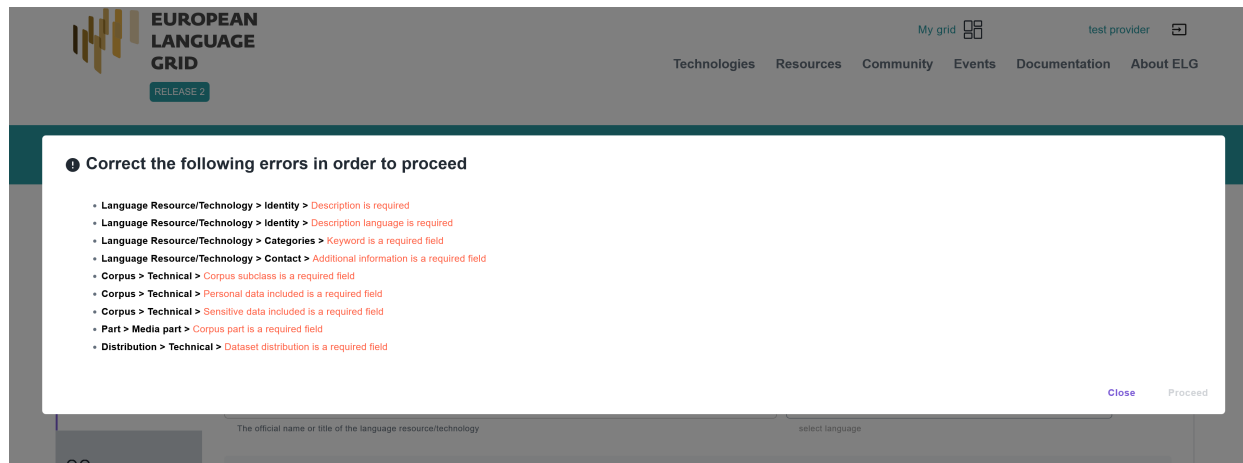 EUROPEAN
LANGUAGE
GRID
RELEASE 2
My grid
test provider
Technologies Resources Community Events Documentation About ELG
Correct the following errors in order to proceed
Language Resource/Technology > Identity > Description is required
Language Resource/Technology > Identity > Description language is required
Language Resource/Technology > Categories > Keyword is a required field
Language Resource/Technology > Contact > Additional information is a required field
Corpus > Technical > Corpus subclass is a required field
Corpus > Technical > Personal data included is a required field
Corpus > Technical > Sensitive data included is a required field
Part > Media part > Corpus part is a required field
Distribution > Technical > Dataset distribution is a required field
Close Proceed
The official name or title of the language resource/technology
select language